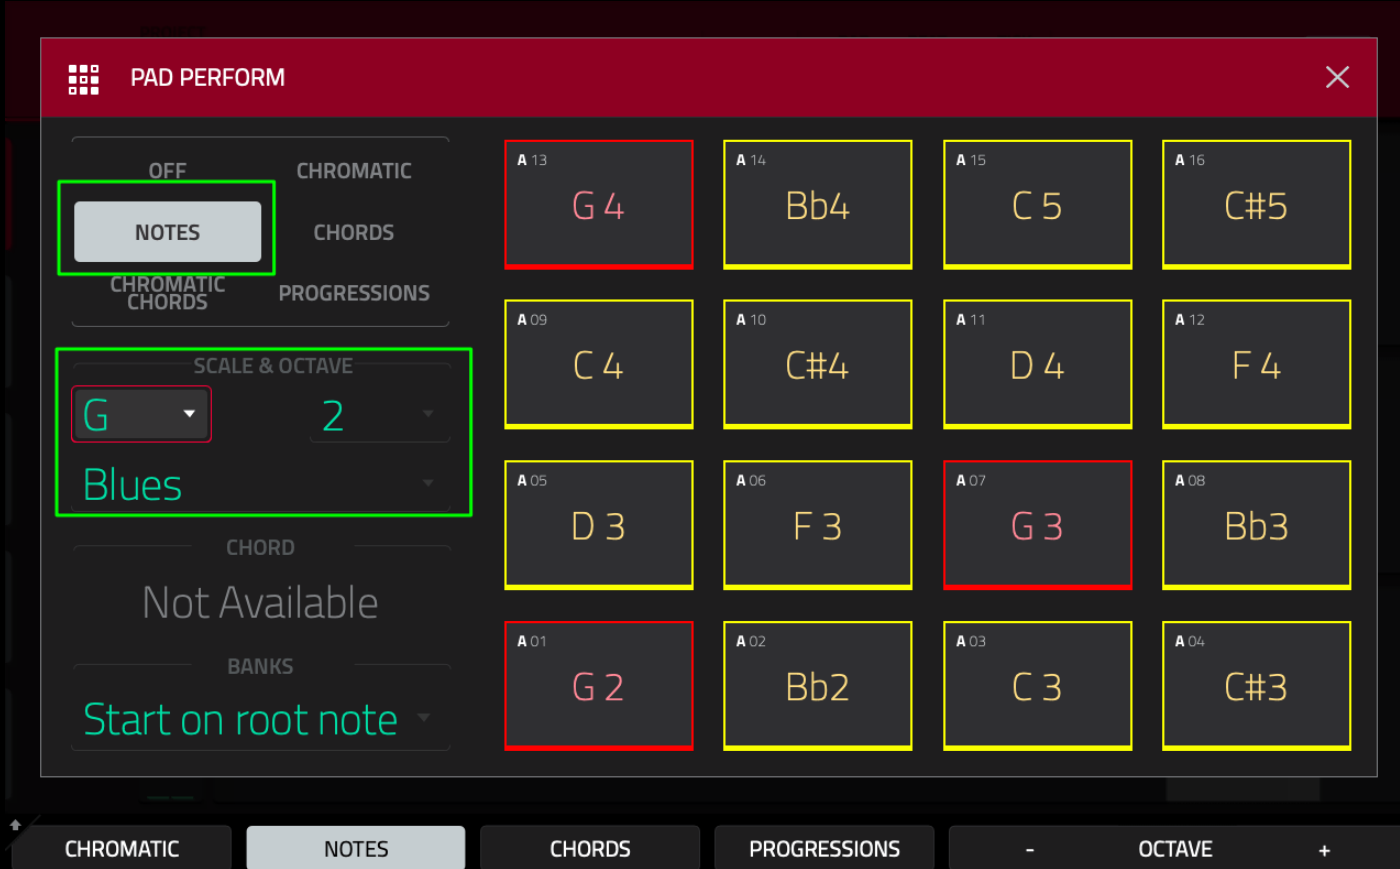 PAD PERFORM
OFF
CHROMATIC
NOTES
CHORDS
CHROMATIC
CHORDS
PROGRESSIONS
SCALE & OCTAVE
G
2
Blues
CHORD
Not Available
BANKS
Start on root note
A 13
G 4
A 14
Bb4
A 15
C 5
A 16
C#5
A 09
C 4
A 10
C#4
A 11
D 4
A 12
F 4
A 05
D 3
A 06
F 3
A 07
G 3
A 08
Bb3
A 01
G 2
A 02
Bb2
A 03
C 3
A 04
C#3
CHROMATIC
NOTES
CHORDS
PROGRESSIONS
- OCTAVE +